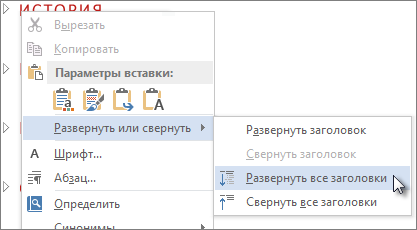 ИСТОРИЯ
Вырезать
Копировать
Параметры вставки:
Развернуть или свернуть
Шрифт...
Абзац...
Определить
Синонимы
Развернуть заголовок
Свернуть заголовок
Развернуть все заголовки
Свернуть все заголовки